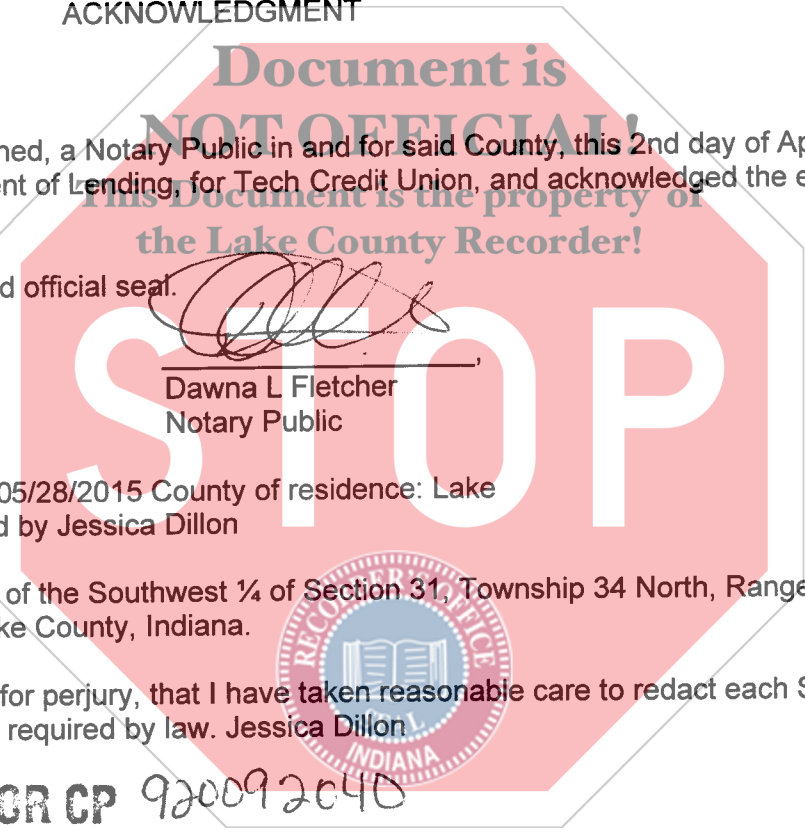 ACKNOWLEDGMENT
Document is
NOT OFFICIAL!
ned, a Notary Public in and for said County, this 2nd day of Ap
ent of Lending, for Tech Credit Union, and acknowledged the e
This Document is the property of
the Lake County Recorder!
d official seal.
,
Dawna L Fletcher
Notary Public
STOP
05/28/2015 County of residence: Lake
d by Jessica Dillon
of the Southwest ¼ of Section 31, Township 34 North, Range
ke County, Indiana.
RECORDER'S OFFICE
INDIANA
for perjury, that I have taken reasonable care to redact each S
required by law. Jessica Dillon
OR CP 920092040